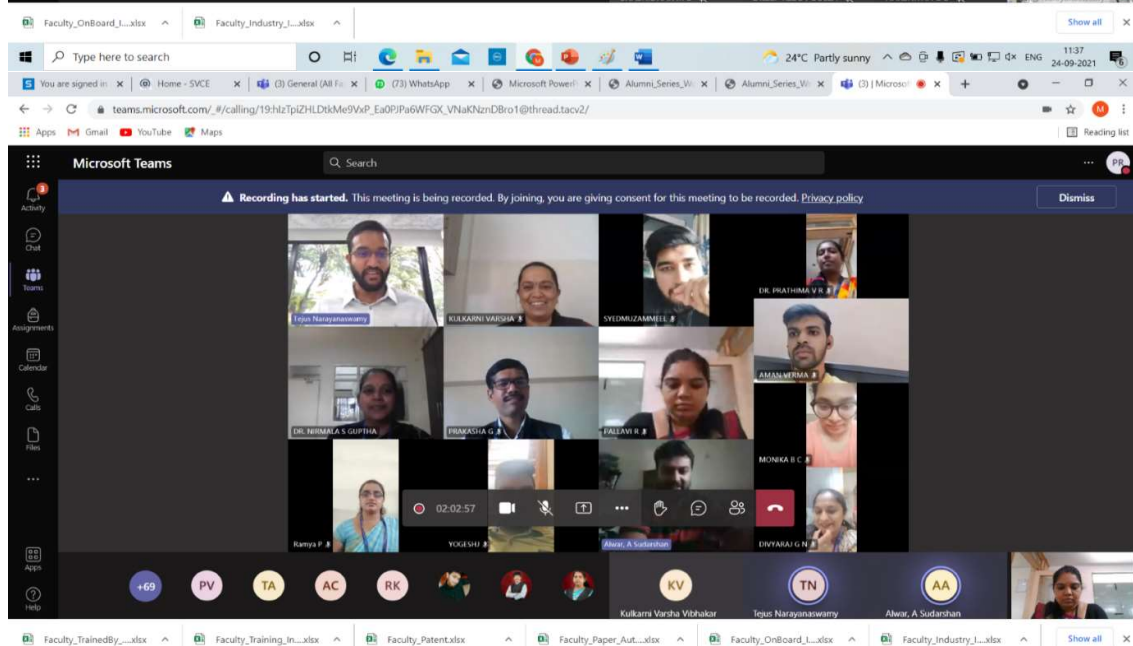 Faculty_OnBoard_I....xlsx
Faculty_Industry_I....xlsx
Show all
Type here to search
24°C Partly sunny
ENG
11:37
24-09-2021
You are signed in
Home - SVCE
(3) General (All Fa
(73) WhatsApp
Microsoft PowerP
Alumni_Series_W
Alumni_Series_W
(3) | Microsof
teams.microsoft.com/_#/calling/19:hlzTpiZHLDtkMe9VxP_Ea0PJPa6WFGX_VNaKNznDBro1@thread.tacv2/
M
Apps
Gmail
YouTube
Maps
Reading list
Microsoft Teams
Search
PR
3
Activity
Chat
Teams
Assignments
Calendar
Calls
Files
Apps
Help
Recording has started. This meeting is being recorded. By joining, you are giving consent for this meeting to be recorded. Privacy policy
Dismiss
Tejus Narayanaswamy
KULKARNI VARSHA
SYEDMUZAMMEEL
DR. PRATHIMA V R
AMAN VERMA
DR. NIRMALA S GUPTHA
PRAKASHA G
PALLAVI R
MONIKA B C
02:02:57
Ramya P
YOGESHJ
Alwar, A Sudarshan
DIVYARAJ G N
+69
PV
TA
AC
RK
KV
TN
AA
Kulkarni Varsha Vibhakar
Tejus Narayanaswamy
Alwar, A Sudarshan
Faculty_TrainedBy_....xlsx
Faculty_Training_In....xlsx
Faculty_Patent.xlsx
Faculty_Paper_Aut....xlsx
Faculty_OnBoard_I....xlsx
Faculty_Industry_I....xlsx
Show all